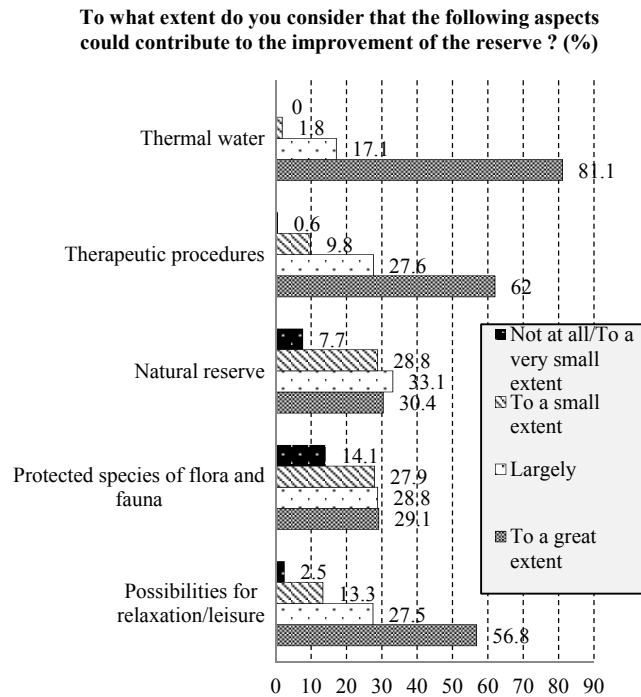 To what extent do you consider that the following aspects
could contribute to the improvement of the reserve ? (%)
Thermal water
0
1.8
17.1
81.1
Therapeutic procedures
0.6
9.8
27.6
62
Natural reserve
7.7
28.8
33.1
30.4
Protected species of flora and
fauna
14.1
27.9
28.8
29.1
Possibilities for
relaxation/leisure
2.5
13.3
27.5
56.8
Not at all/To a
very small
extent
To a small
extent
Largely
To a great
extent
0 10 20 30 40 50 60 70 80 90